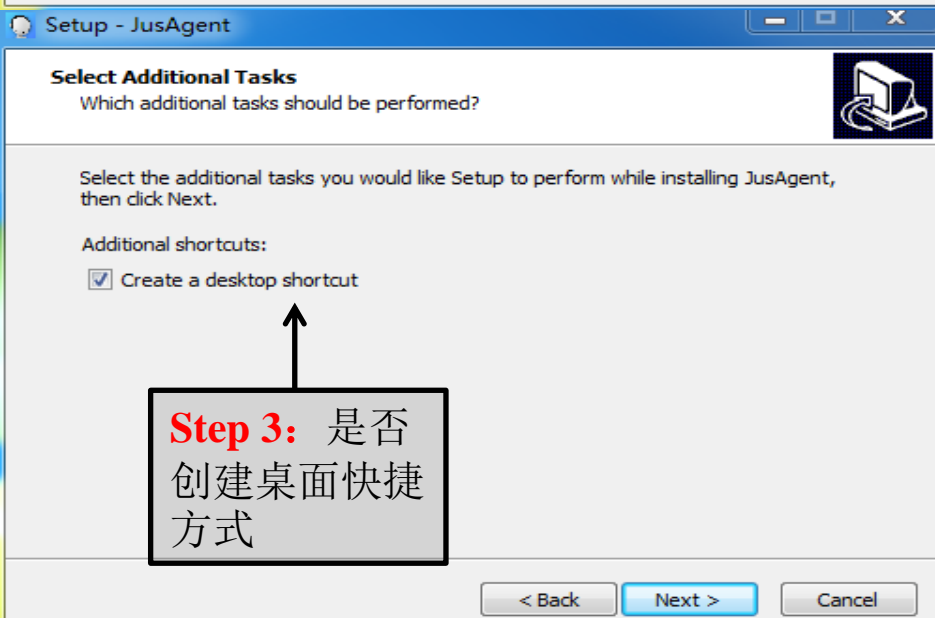 Setup - JusAgent
Select Additional Tasks
Which additional tasks should be performed?
Select the additional tasks you would like Setup to perform while installing JusAgent,
then click Next.
Additional shortcuts:
Create a desktop shortcut
Step 3：是否
创建桌面快捷
方式
< Back Next > Cancel